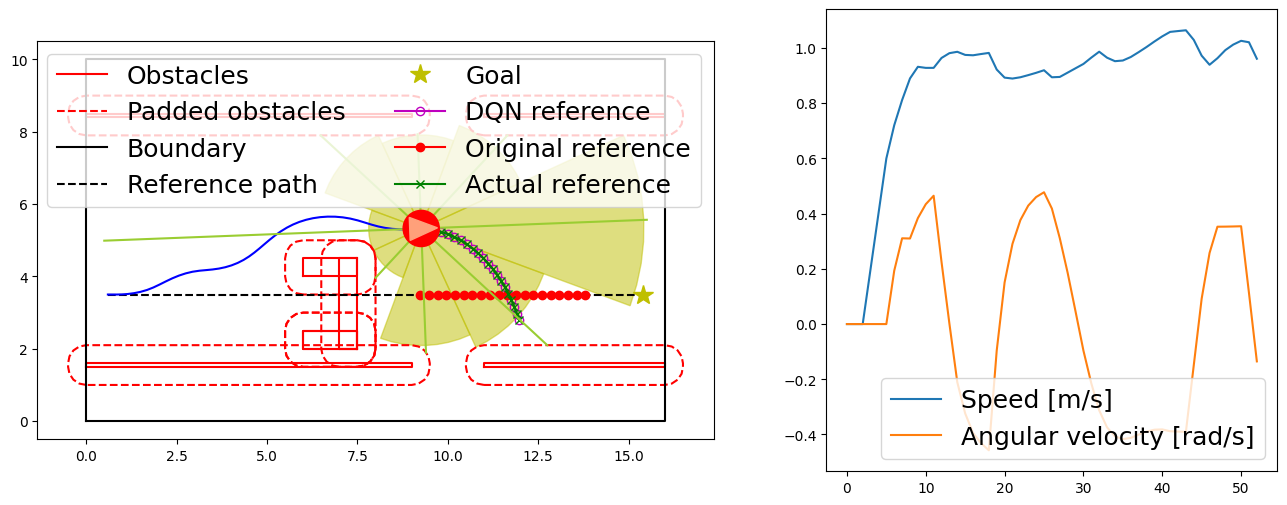 Obstacles
Padded obstacles
Boundary
Reference path
Goal
DQN reference
Original reference
Actual reference
10
8
6
4
2
0
0.0 2.5 5.0 7.5 10.0 12.5 15.0
1.0
0.8
0.6
0.4
0.2
0.0
−0.2
−0.4
Speed [m/s]
Angular velocity [rad/s]
0 10 20 30 40 50